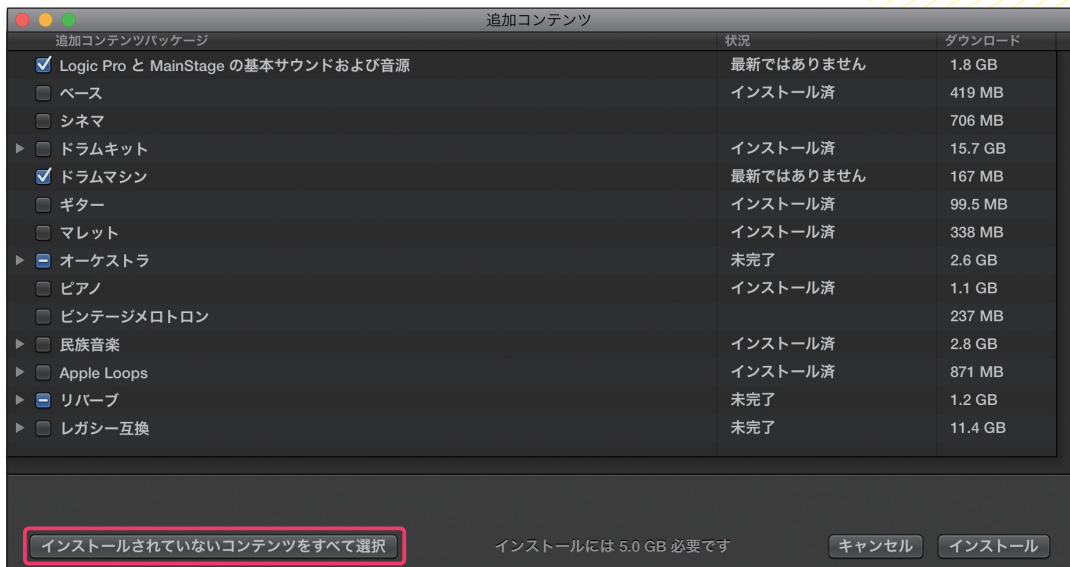 追加コンテンツ
追加コンテンツパッケージ 状況 ダウンロード
Logic Pro と MainStage の基本サウンドおよび音源 最新ではありません 1.8 GB
ベース インストール済 419 MB
シネマ 706 MB
ドラムキット インストール済 15.7 GB
ドラムマシン 最新ではありません 167 MB
ギター インストール済 99.5 MB
マレット インストール済 338 MB
オーケストラ 未完了 2.6 GB
ピアノ インストール済 1.1 GB
ビンテージメロトロン 237 MB
民族音楽 インストール済 2.8 GB
Apple Loops インストール済 871 MB
リバーブ 未完了 1.2 GB
レガシー互換 未完了 11.4 GB
インストールされていないコンテンツをすべて選択 インストールには 5.0 GB 必要です キャンセル インストール